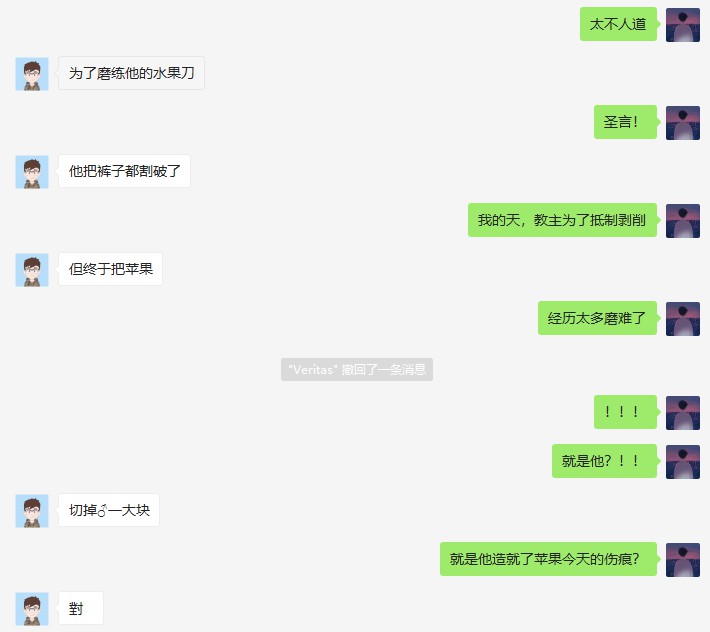 太不人道
为了磨练他的水果刀
圣言！
他把裤子都割破了
我的天，教主为了抵制剥削
但终于把苹果
经历太多磨难了
"Veritas" 撤回了一条消息
！！！
就是他？！！
切掉♂一大块
就是他造就了苹果今天的伤痕？
對